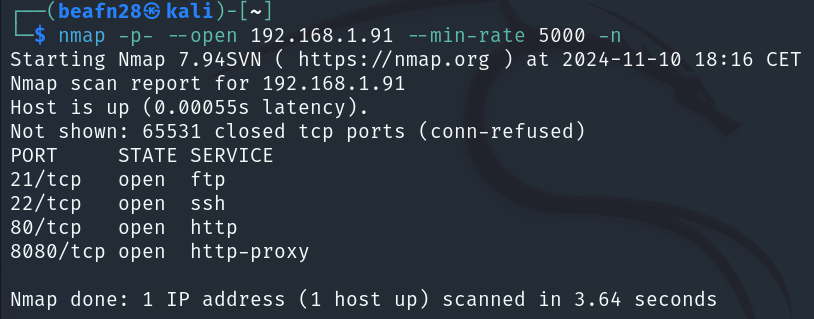 ┌──(beafn28㉿kali)-[~]
└─$ nmap -p- --open 192.168.1.91 --min-rate 5000 -n
Starting Nmap 7.94SVN ( https://nmap.org ) at 2024-11-10 18:16 CET
Nmap scan report for 192.168.1.91
Host is up (0.00055s latency).
Not shown: 65531 closed tcp ports (conn-refused)
PORT     STATE SERVICE
21/tcp   open  ftp
22/tcp   open  ssh
80/tcp   open  http
8080/tcp open  http-proxy
Nmap done: 1 IP address (1 host up) scanned in 3.64 seconds